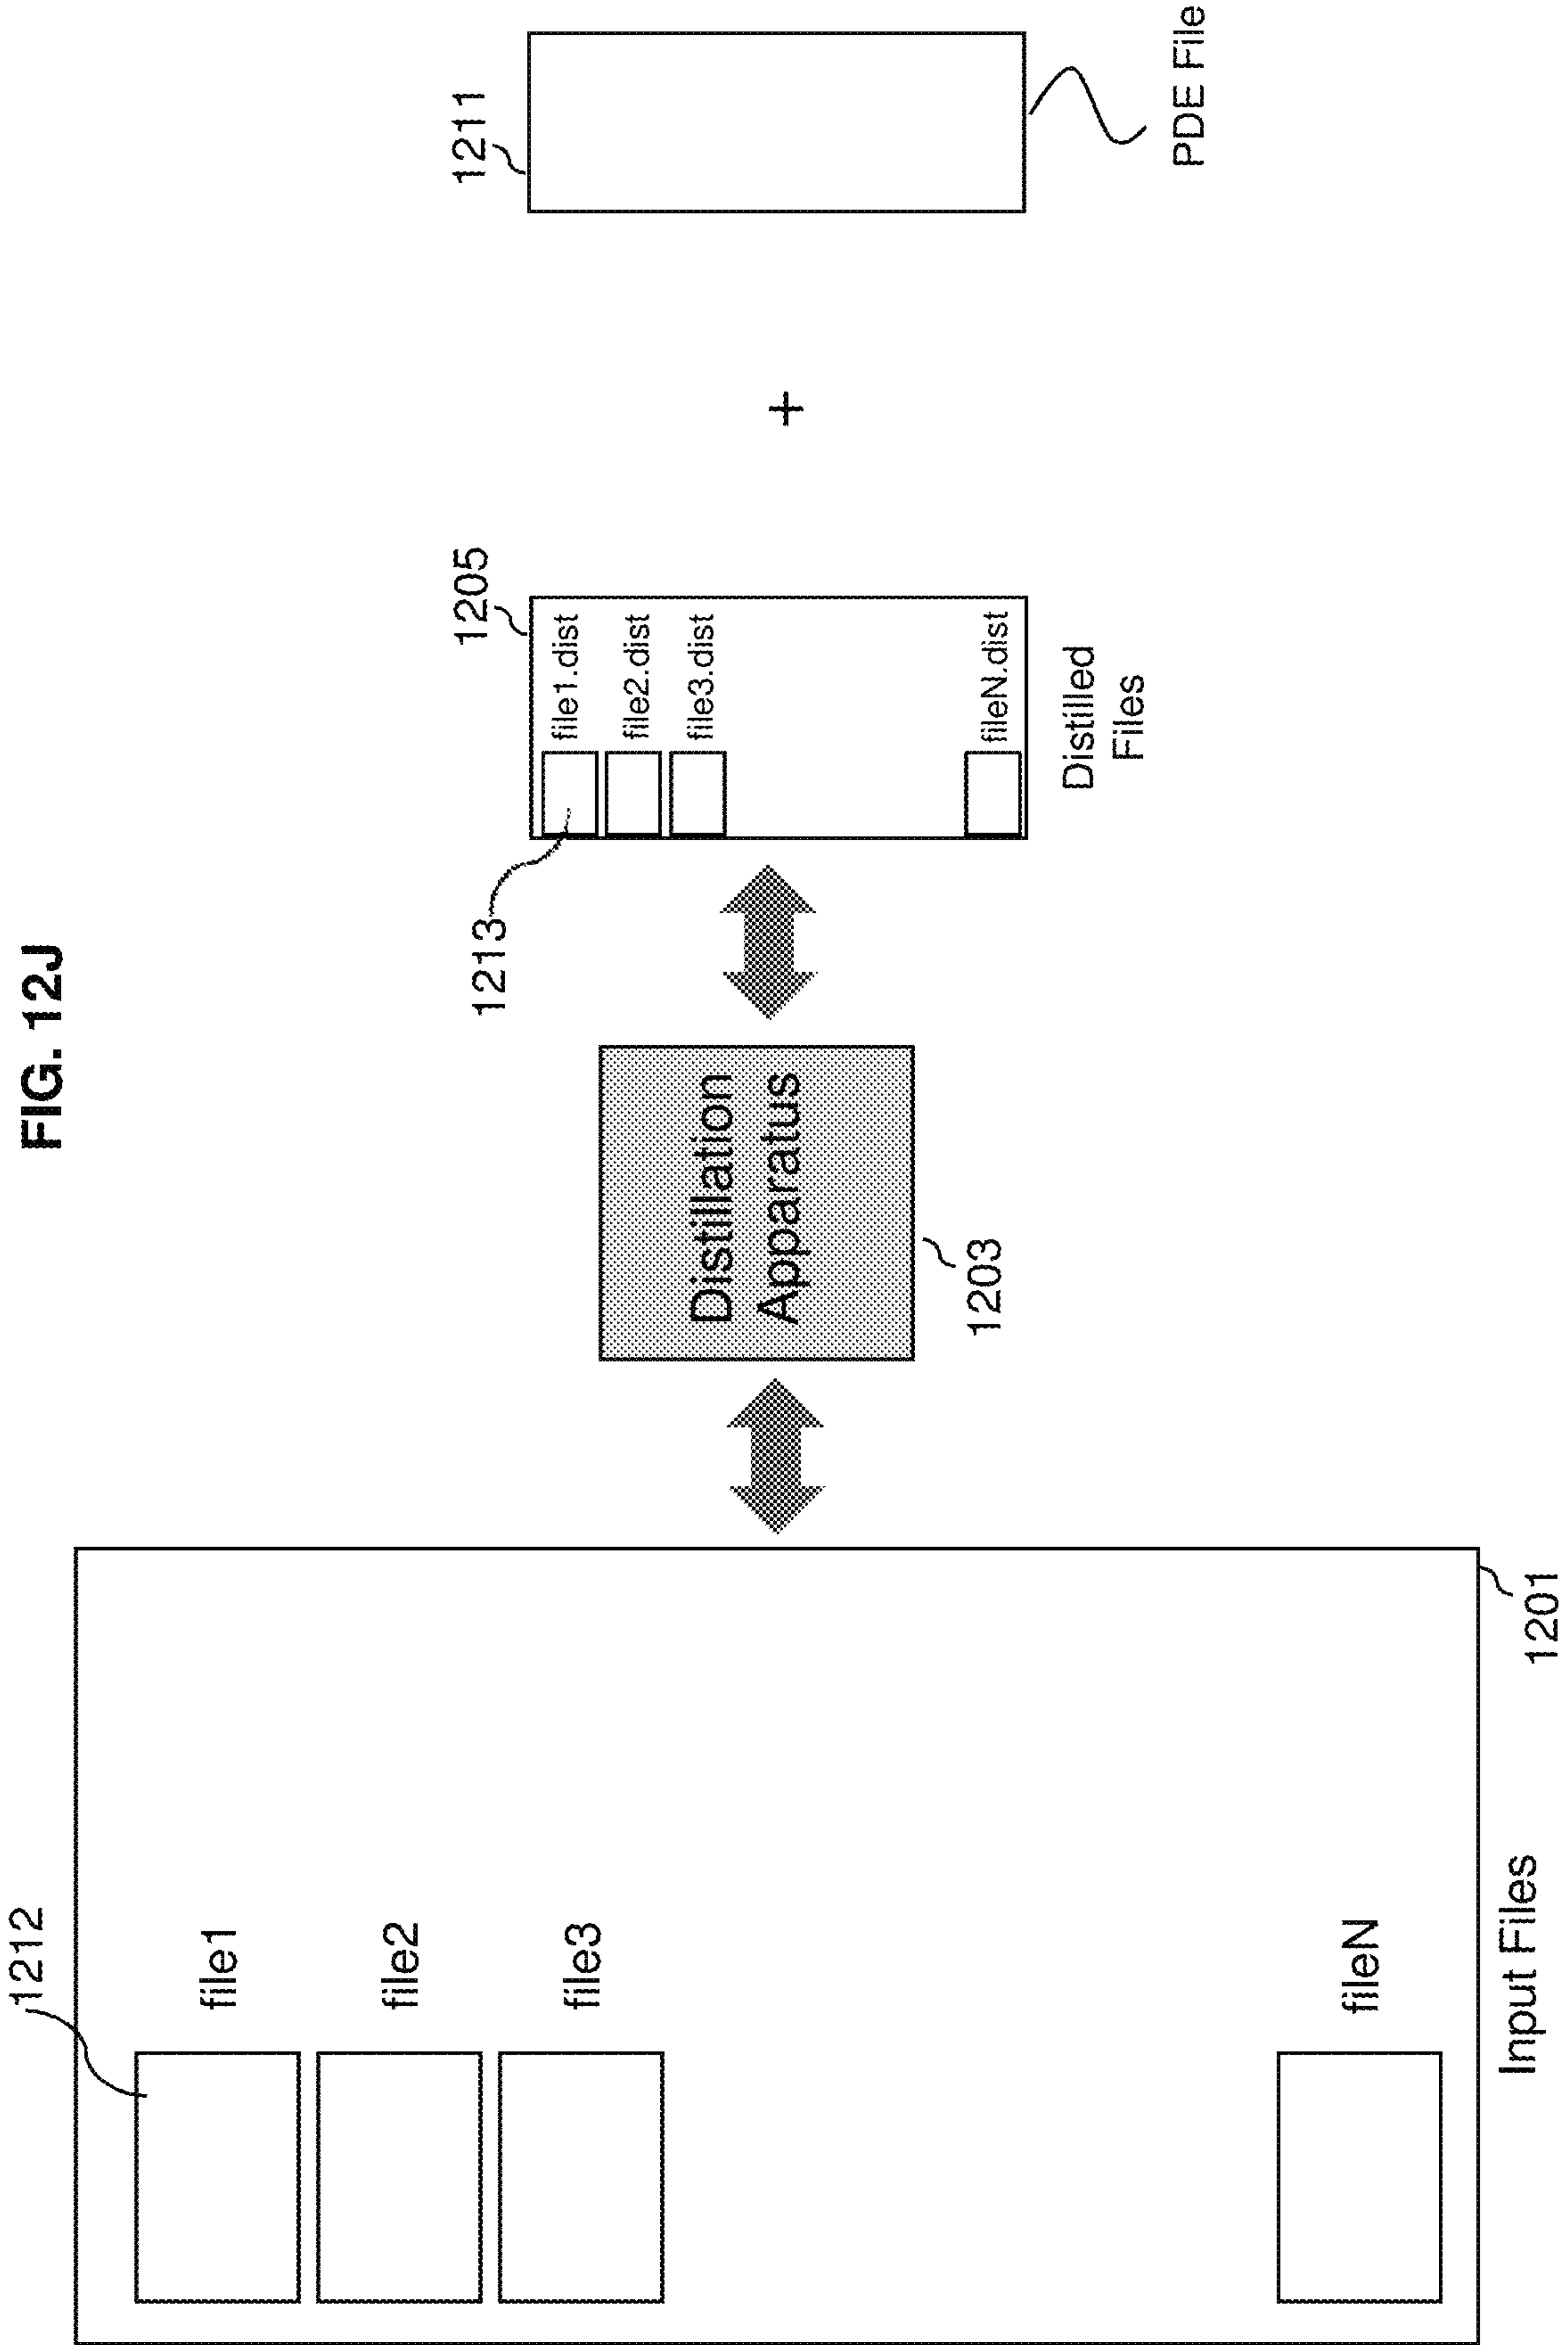 FIG. 12J
1212
file1
file2
file3
fileN
Input Files
1201
Distillation
Apparatus
1203
1213
1205
file1.dist
file2.dist
file3.dist
fileN.dist
Distilled
Files
+
1211
PDE File